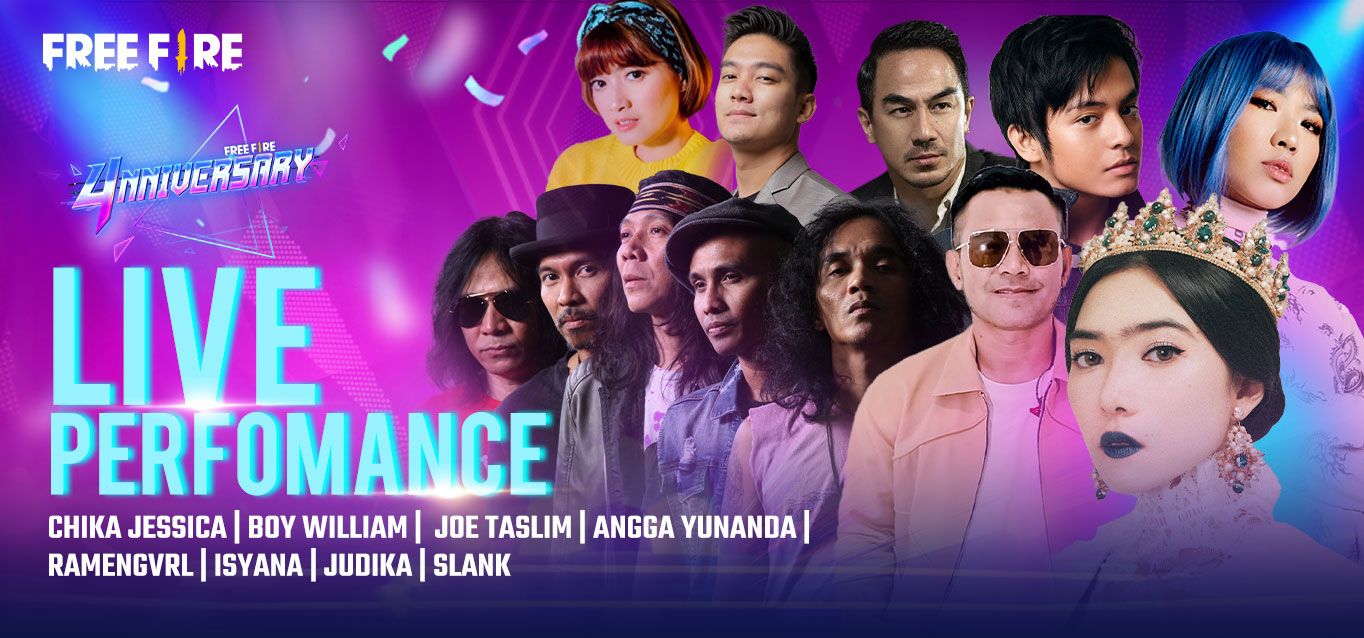 FREE FIRE
FREE FIRE
4NNIVERSARY
LIVE
PERFOMANCE
CHIKA JESSICA | BOY WILLIAM | JOE TASLIM | ANGGA YUNANDA |
RAMENGVRL | ISYANA | JUDIKA | SLANK